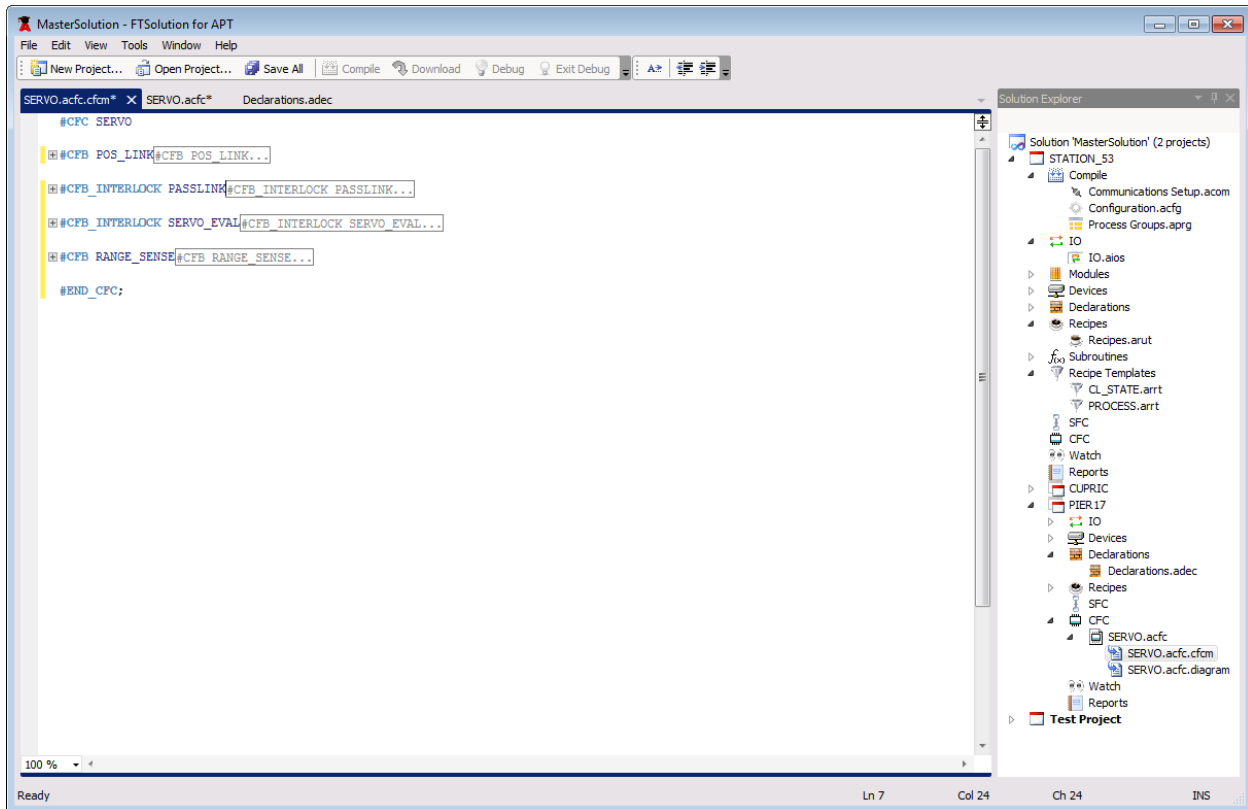 MasterSolution - FTSolution for APT
File Edit View Tools Window Help
New Project... Open Project... Save All Compile Download Debug Exit Debug
SERVO.acfc.cfcm* SERVO.acfc* Declarations.adec
#CFC SERVO
#CFB POS_LINK #CFB POS_LINK...
#CFB_INTERLOCK PASSLINK #CFB_INTERLOCK PASSLINK...
#CFB_INTERLOCK SERVO_EVAL #CFB_INTERLOCK SERVO_EVAL...
#CFB RANGE_SENSE #CFB RANGE_SENSE...
#END_CFC;
100 %
Solution Explorer
Solution 'MasterSolution' (2 projects)
STATION_53
Compile
Communications Setup.acom
Configuration.acfg
Process Groups.aprg
IO
IO.aios
Modules
Devices
Declarations
Recipes
Recipes.arut
f(x) Subroutines
Recipe Templates
CL_STATE.arrt
PROCESS.arrt
SFC
CFC
Watch
Reports
CUPRIC
PIER17
IO
Devices
Declarations
Declarations.adec
Recipes
SFC
CFC
SERVO.acfc
SERVO.acfc.cfcm
SERVO.acfc.diagram
Watch
Reports
Test Project
Ready Ln 7 Col 24 Ch 24 INS